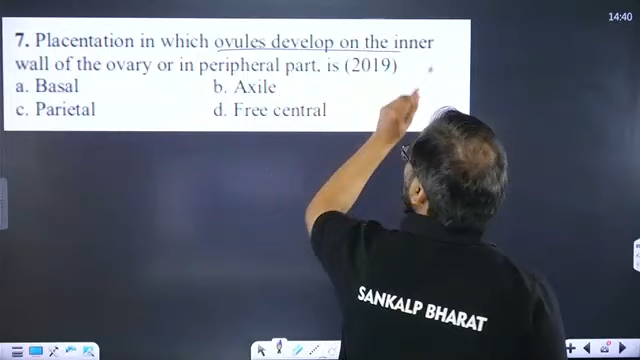 14:40
7. Placentation in which ovules develop on the inner
wall of the ovary or in peripheral part. is (2019)
a. Basal b. Axile
c. Parietal d. Free central
SANKALP BHARAT